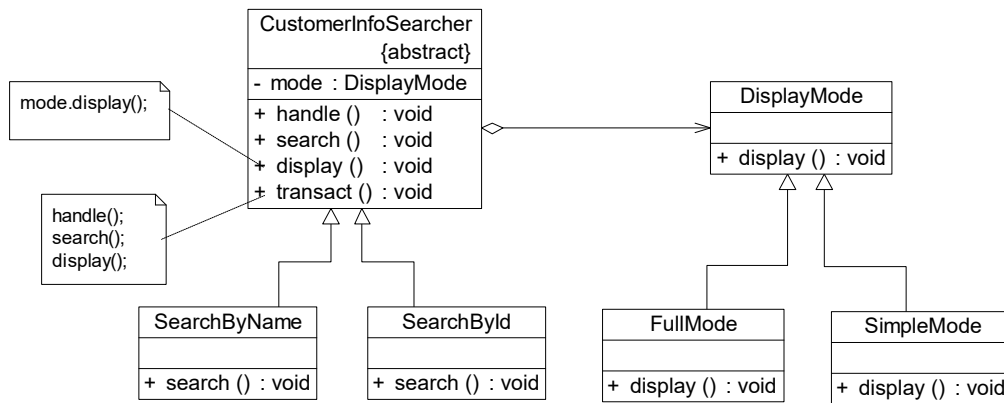 CustomerInfoSearcher
{abstract}
- mode : DisplayMode
+ handle () : void
+ search () : void
+ display () : void
+ transact () : void
mode.display();
handle();
search();
display();
DisplayMode
+ display () : void
SearchByName
+ search () : void
SearchById
+ search () : void
FullMode
+ display () : void
SimpleMode
+ display () : void